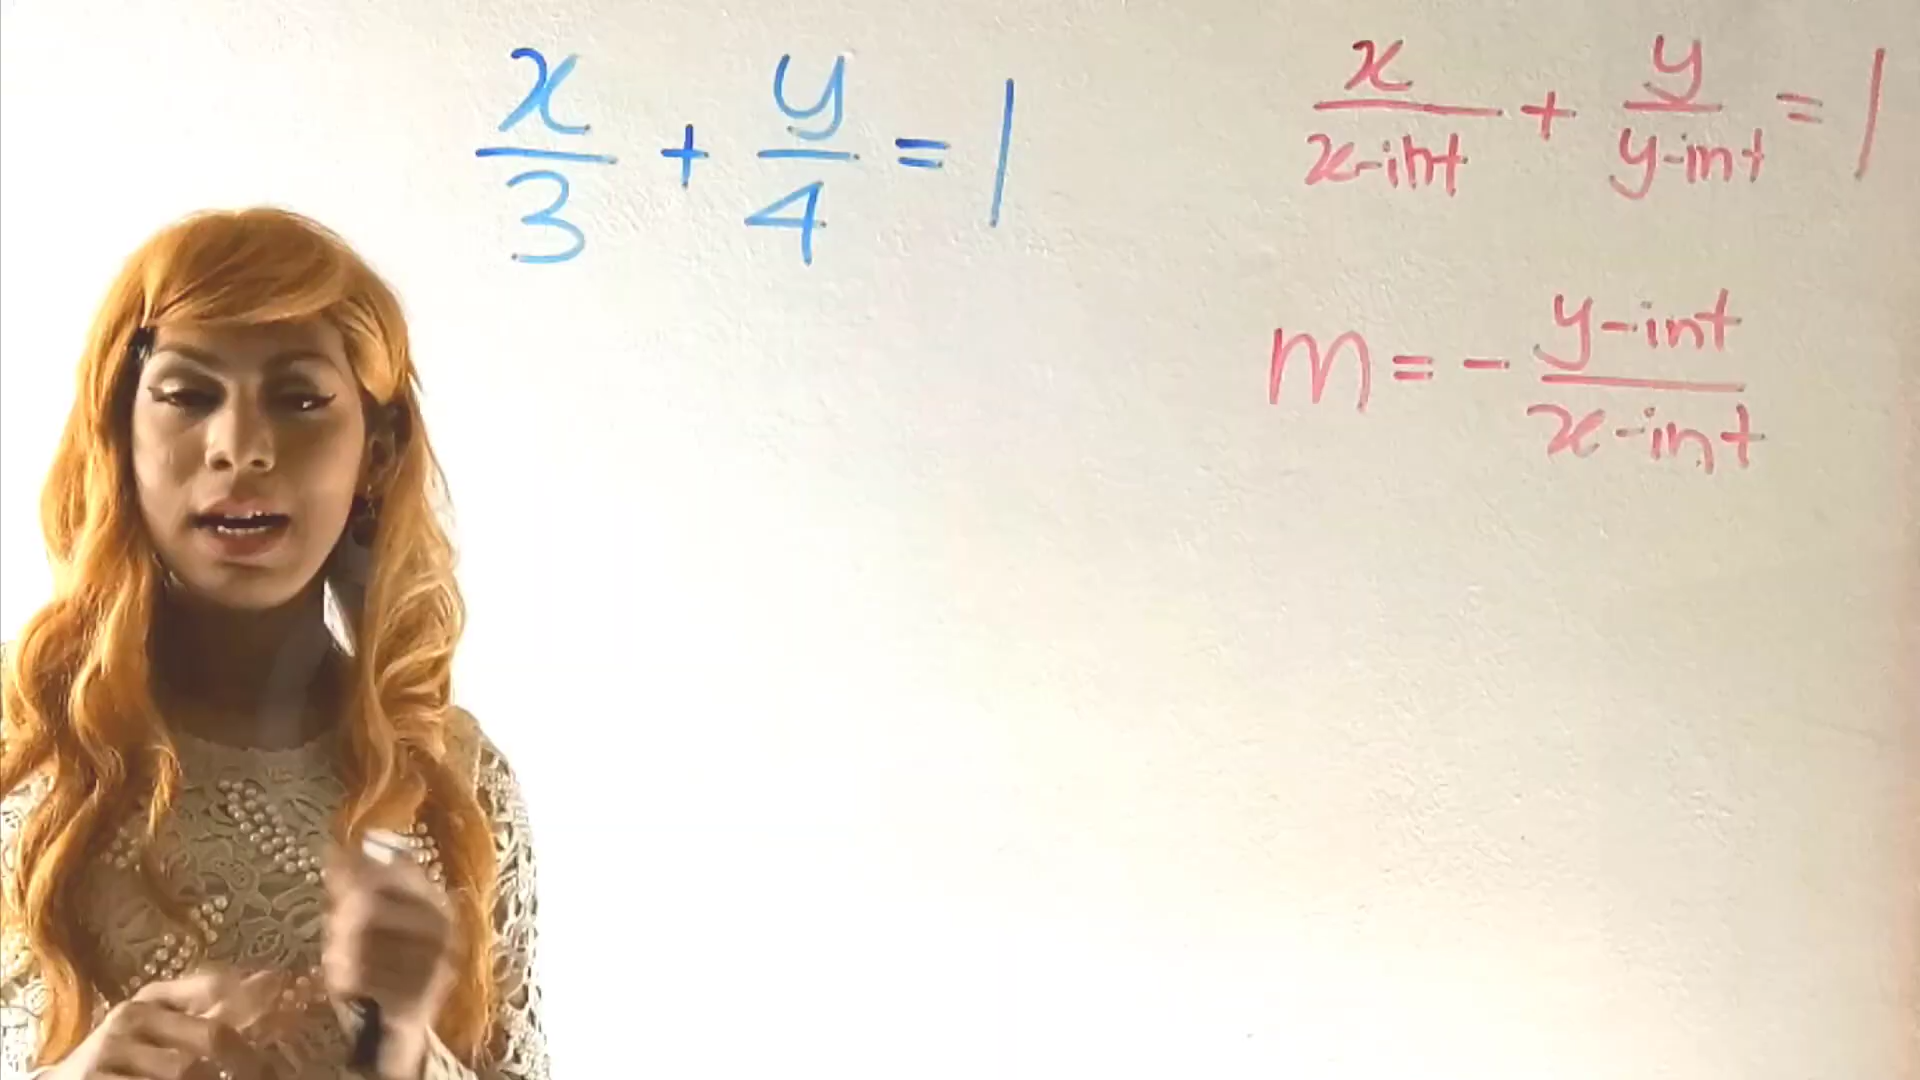 x/3 + y/4 = 1
x/x-int + y/y-int = 1
m = - y-int/x-int